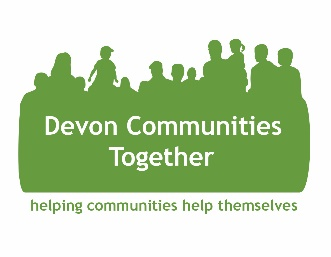 Devon Communities
Together
helping communities help themselves